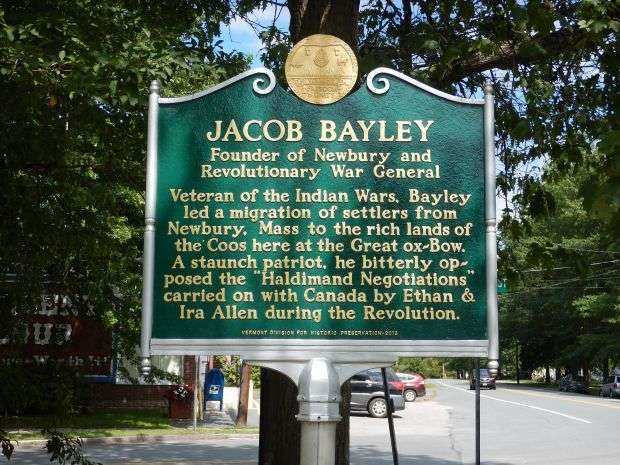 JACOB BAYLEY
Founder of Newbury and
Revolutionary War General
Veteran of the Indian Wars, Bayley
led a migration of settlers from
Newbury, Mass to the rich lands of
the Coos here at the Great ox-Bow.
A staunch patriot, he bitterly op-
posed the "Haldimand Negotiations"
carried on with Canada by Ethan &
Ira Allen during the Revolution.
VERMONT DIVISION FOR HISTORIC PRESERVATION-2013